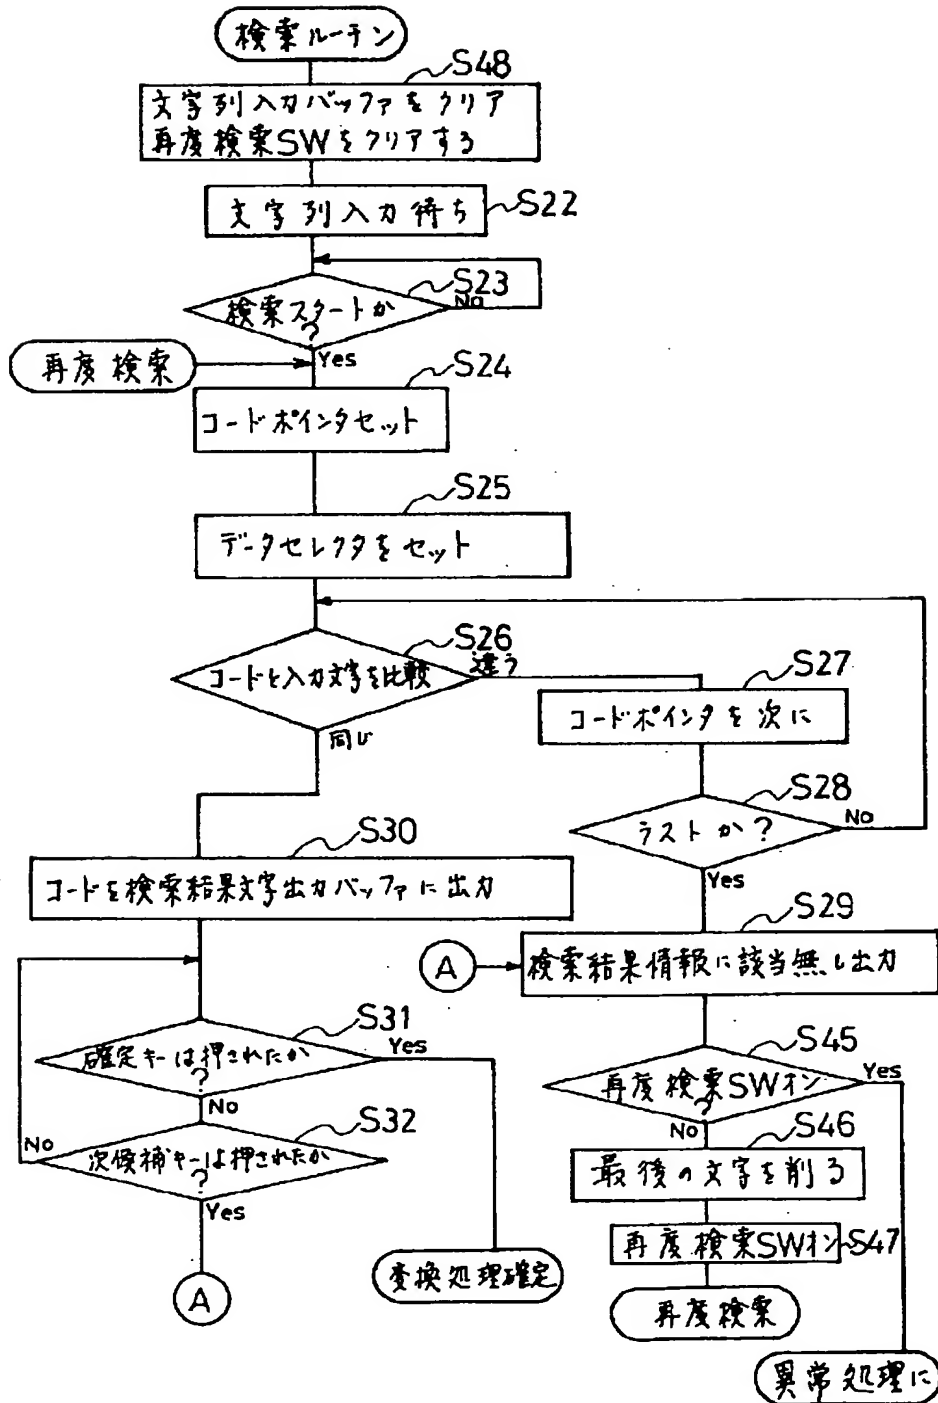 検索ルーチン
S48
文字列入力バッファをクリア
再度検索SWをクリアする
文字列入力待ち
S22
S23
検索スタートか
?
No
Yes
再度検索
S24
コードポインタセット
S25
データセレクタをセット
S26
コードと入力文字を比較
違う
同じ
S27
コードポインタを次に
S28
ラストか?
No
Yes
S30
コードを検索結果文字出力バッファに出力
S29
A
検索結果情報に該当無し出力
S31
確定キーは押されたか
?
Yes
No
S45
再度検索SWオン
?
Yes
No
S32
次候補キーは押されたか
?
No
Yes
S46
最後の文字を削る
再度検索SWオン
S47
A
変換処理確定
再度検索
異常処理に